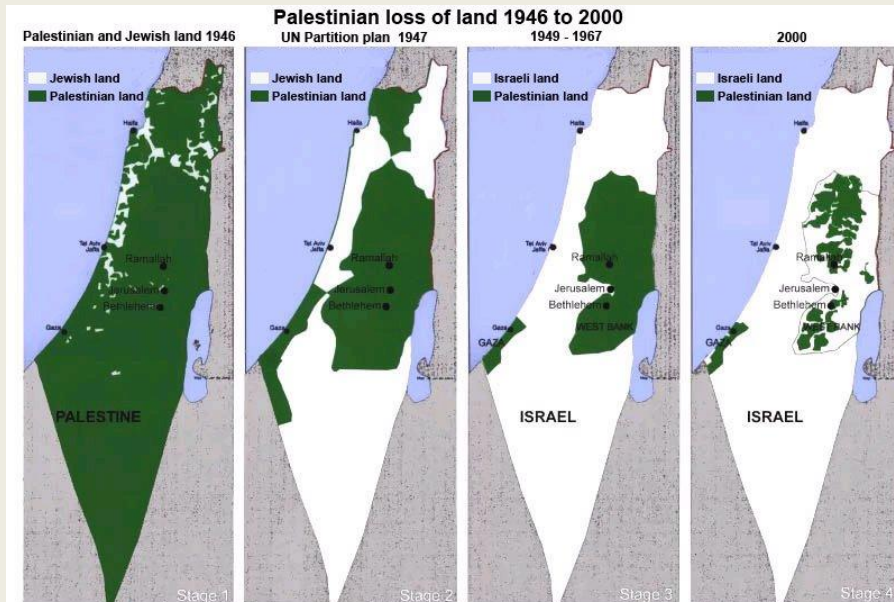 Palestinian loss of land 1946 to 2000
Palestinian and Jewish land 1946
Jewish land
Palestinian land
Haifa
Tel Aviv
Jaffa
Ramallah
Jerusalem
Bethlehem
Gaza
PALESTINE
Stage 1
UN Partition plan 1947
Jewish land
Palestinian land
Haifa
Tel Aviv
Jaffa
Ramallah
Jerusalem
Bethlehem
Gaza
Stage 2
1949 - 1967
Israeli land
Palestinian land
Haifa
Tel Aviv
Jaffa
Ramallah
Jerusalem
Bethlehem
Gaza
GAZA
WEST BANK
ISRAEL
Stage 3
2000
Israeli land
Palestinian land
Haifa
Tel Aviv
Jaffa
Ramallah
Jerusalem
Bethlehem
Gaza
GAZA
WEST BANK
ISRAEL
Stage 4